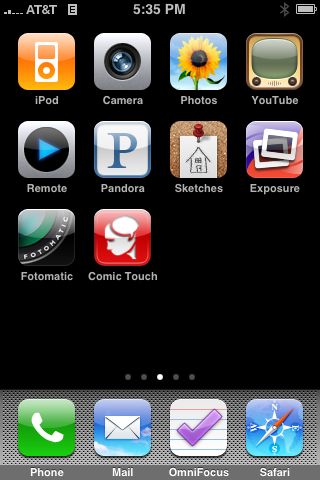 AT&T E 5:35 PM
iPod Camera Photos YouTube
P
Remote Pandora Sketches Exposure
FOTOMATIC
Fotomatic Comic Touch
Phone Mail OmniFocus Safari